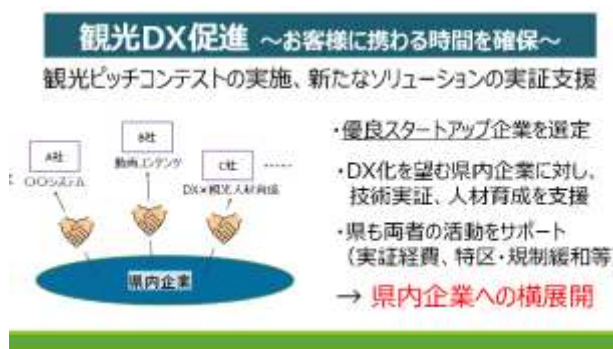 観光DX促進 ～お客様に携わる時間を確保～
観光ピッチコンテストの実施、新たなソリューションの実証支援
A社
〇〇システム
B社
動画コンテンツ
C社
DX×観光人材育成
県内企業
・優良スタートアップ企業を選定
・DX化を望む県内企業に対し、
技術実証、人材育成を支援
・県も両者の活動をサポート
（実証経費、特区・規制緩和等
→ 県内企業への横展開